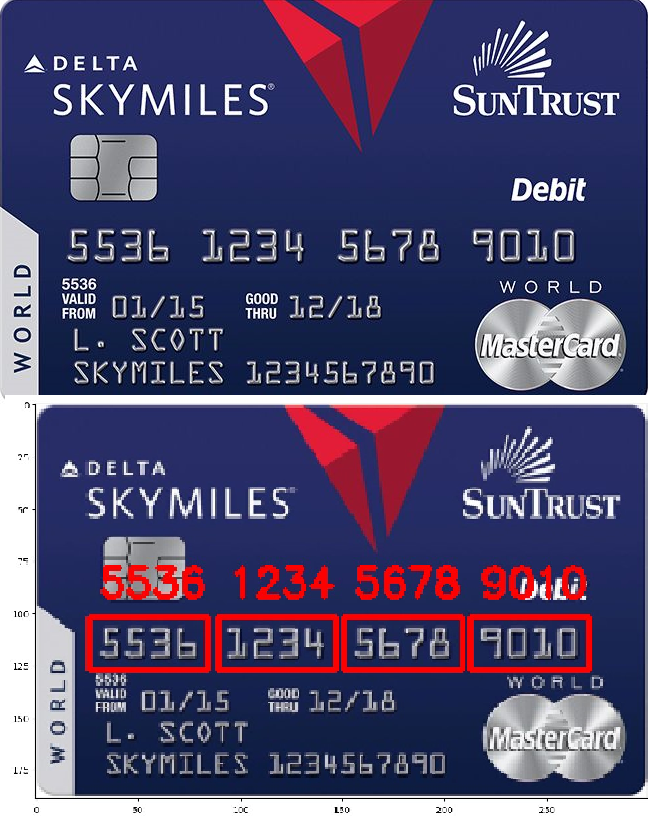 DELTA
SKYMILES®
SUNTRUST
Debit
5536 1234 5678 9010
5536
VALID FROM 01/15 GOOD THRU 12/18
L. SCOTT
SKYMILES 1234567890
WORLD
WORLD
MasterCard
0
25
50
75
100
125
150
175
DELTA
SKYMILES®
SUNTRUST
5536 1234 5678 9010
Debit
5536 1234 5678 9010
5536
VALID FROM 01/15 GOOD THRU 12/18
L. SCOTT
SKYMILES 1234567890
WORLD
WORLD
MasterCard
0 50 100 150 200 250